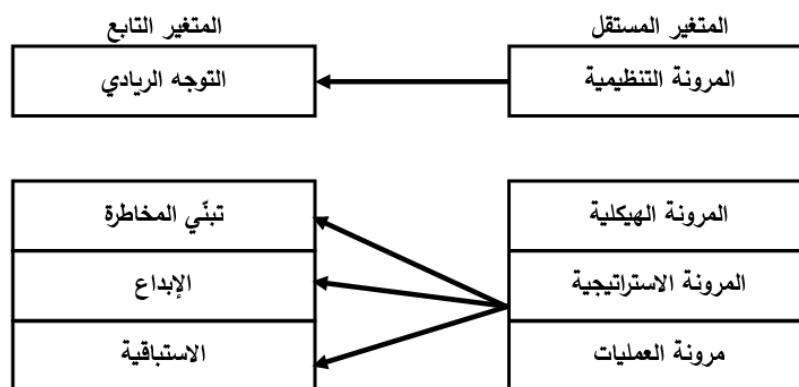 المتغير المستقل
المتغير التابع
المرونة التنظيمية
التوجه الريادي
المرونة الهيكلية
تبنّي المخاطرة
المرونة الاستراتيجية
الإبداع
مرونة العمليات
الاستباقية